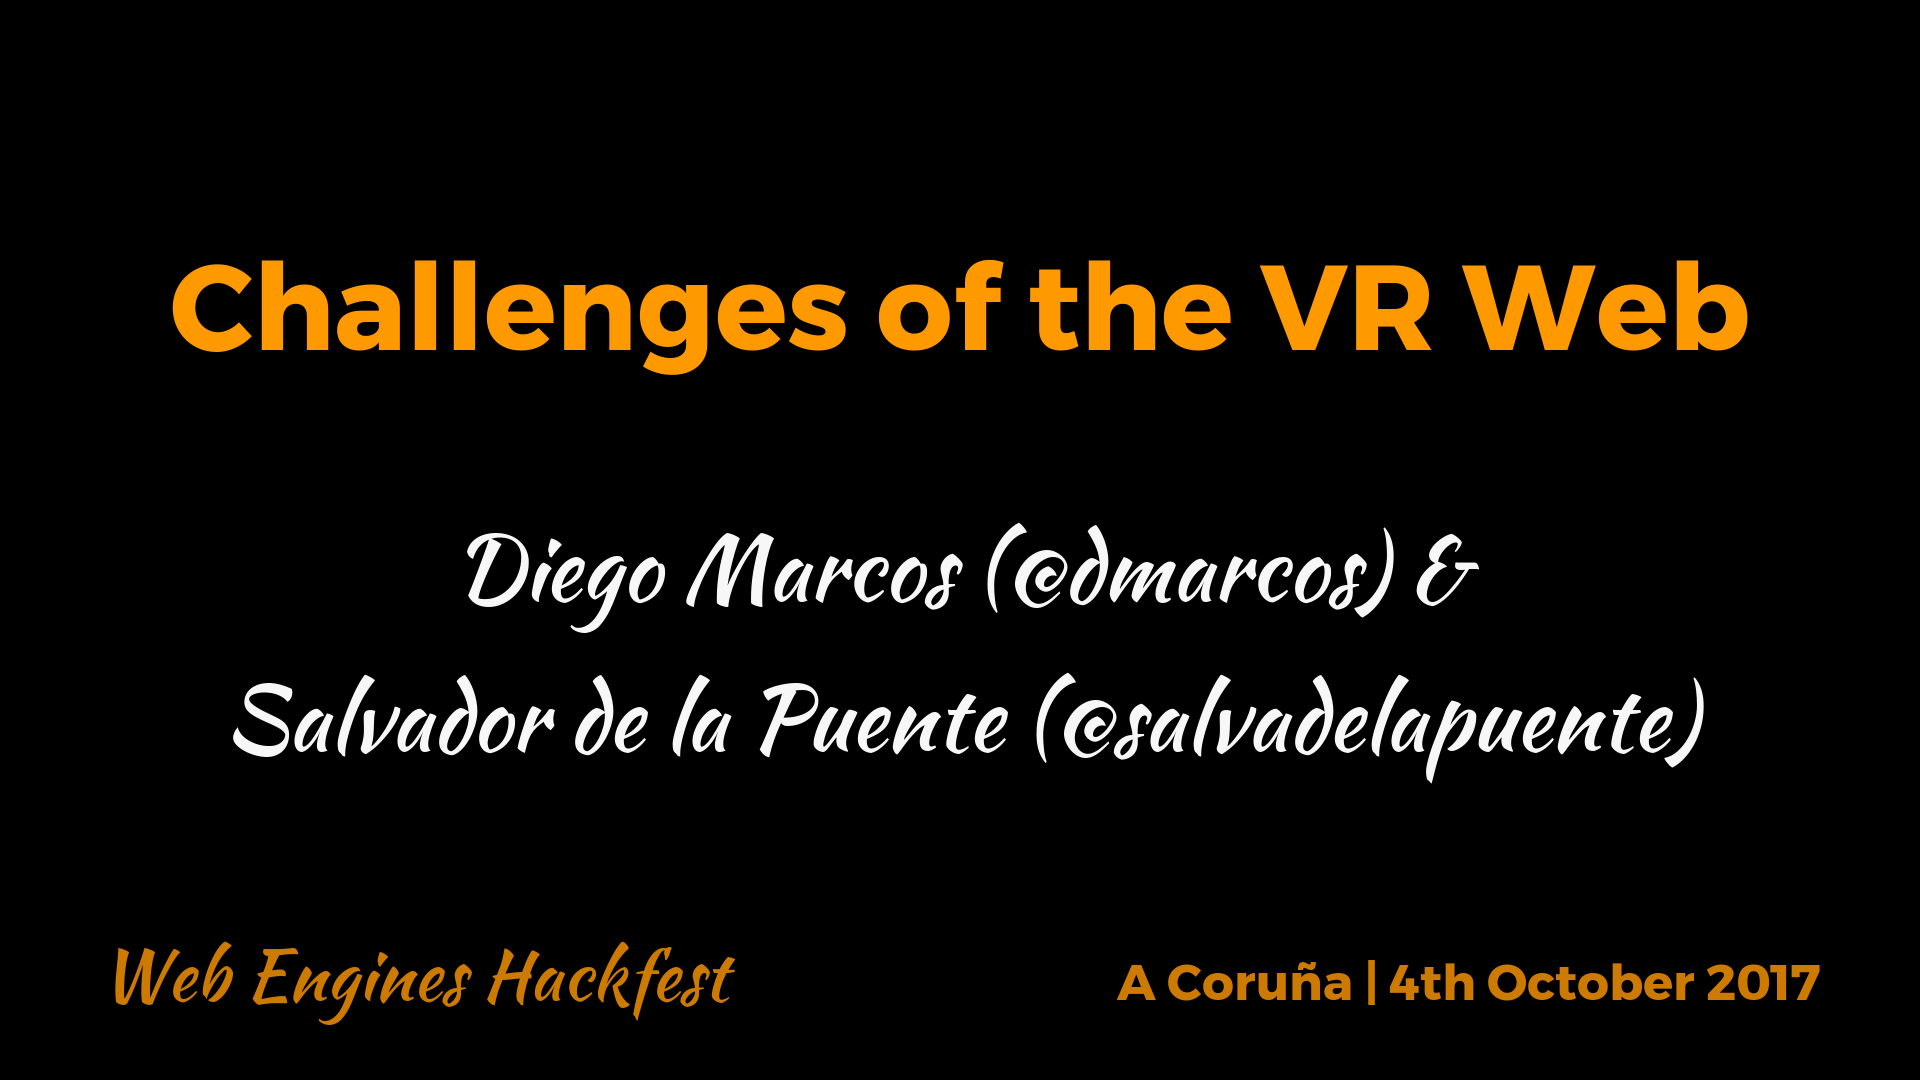 Challenges of the VR Web
Diego Marcos (@dmarcos) &
Salvador de la Puente (@salvadelapuente)
Web Engines Hackfest
A Coruña | 4th October 2017